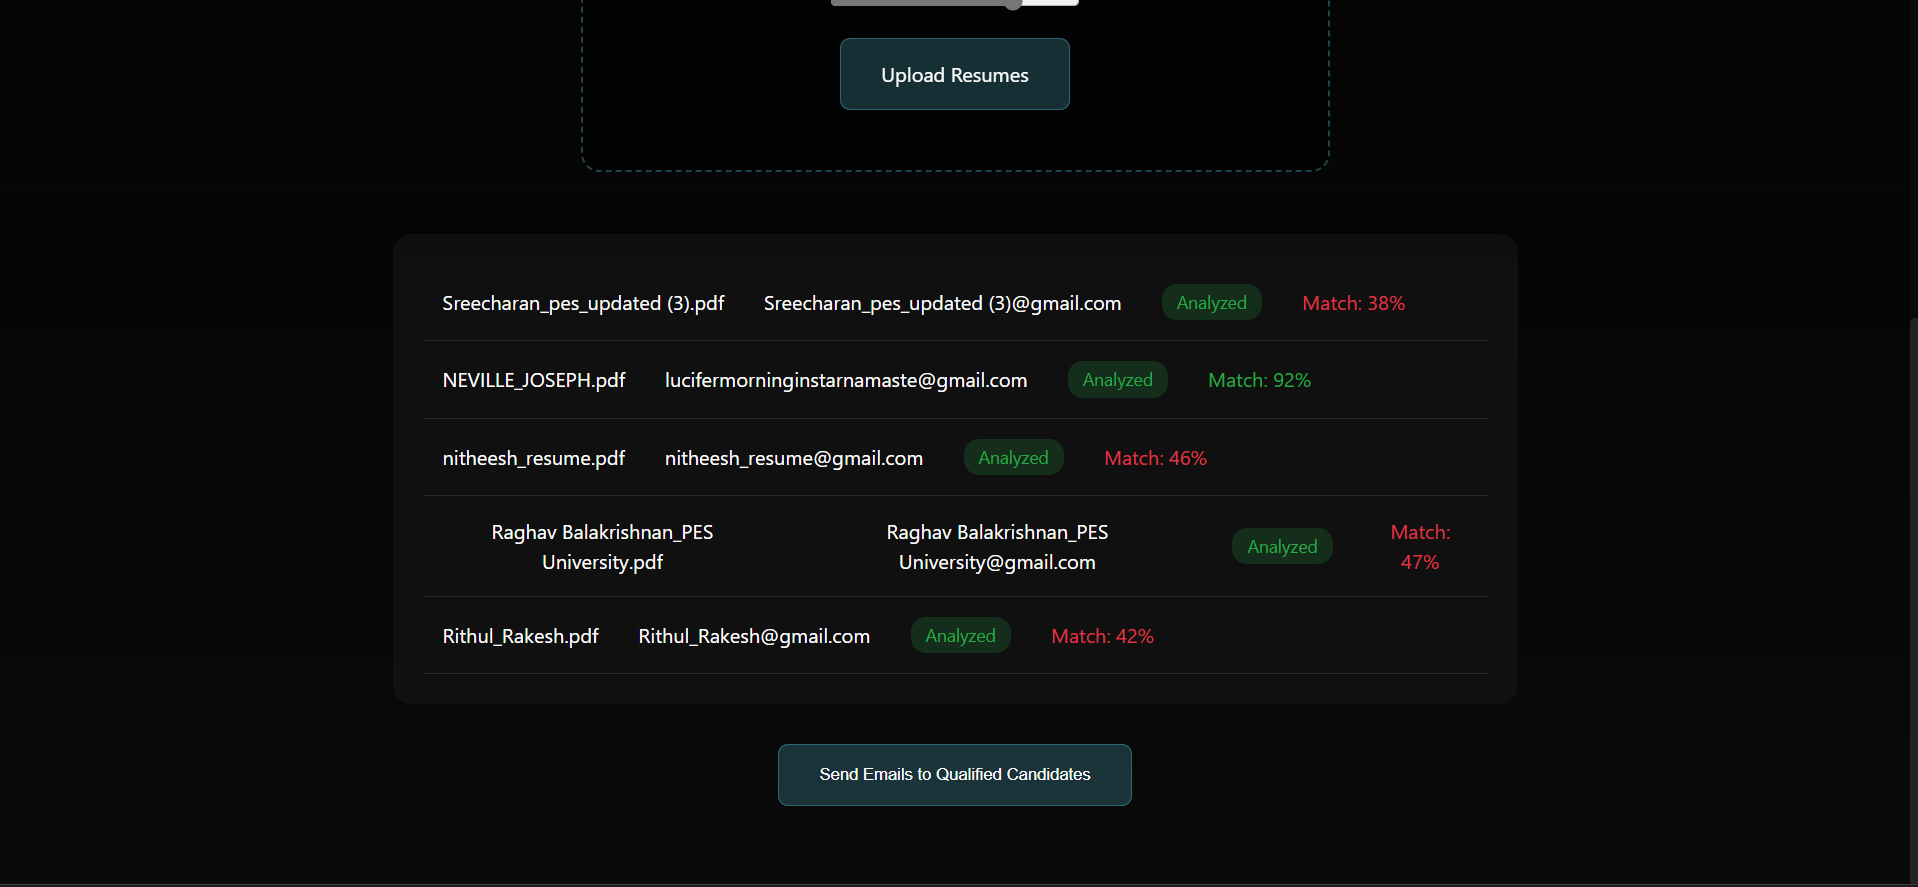 Upload Resumes
Sreecharan_pes_updated (3).pdf Sreecharan_pes_updated (3)@gmail.com Analyzed Match: 38%
NEVILLE_JOSEPH.pdf lucifermorninginstarnamaste@gmail.com Analyzed Match: 92%
nitheesh_resume.pdf nitheesh_resume@gmail.com Analyzed Match: 46%
Raghav Balakrishnan_PES
University.pdf
Raghav Balakrishnan_PES
University@gmail.com
Analyzed
Match:
47%
Rithul_Rakesh.pdf Rithul_Rakesh@gmail.com Analyzed Match: 42%
Send Emails to Qualified Candidates